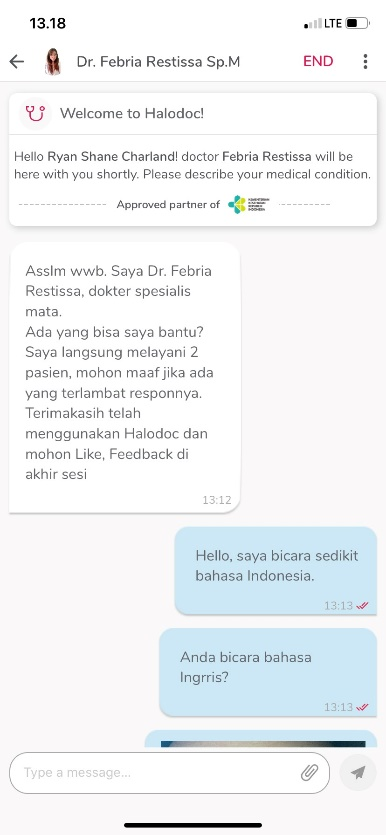 13.18
LTE
Dr. Febria Restissa Sp.M
END
Welcome to Halodoc!
Hello Ryan Shane Charland! doctor Febria Restissa will be
here with you shortly. Please describe your medical condition.
Approved partner of
Asslm wwb. Saya Dr. Febria
Restissa, dokter spesialis
mata.
Ada yang bisa saya bantu?
Saya langsung melayani 2
pasien, mohon maaf jika ada
yang terlambat responnya.
Terimakasih telah
menggunakan Halodoc dan
mohon Like, Feedback di
akhir sesi
13:12
Hello, saya bicara sedikit
bahasa Indonesia.
13:13
Anda bicara bahasa
Ingrris?
13:13
Type a message...